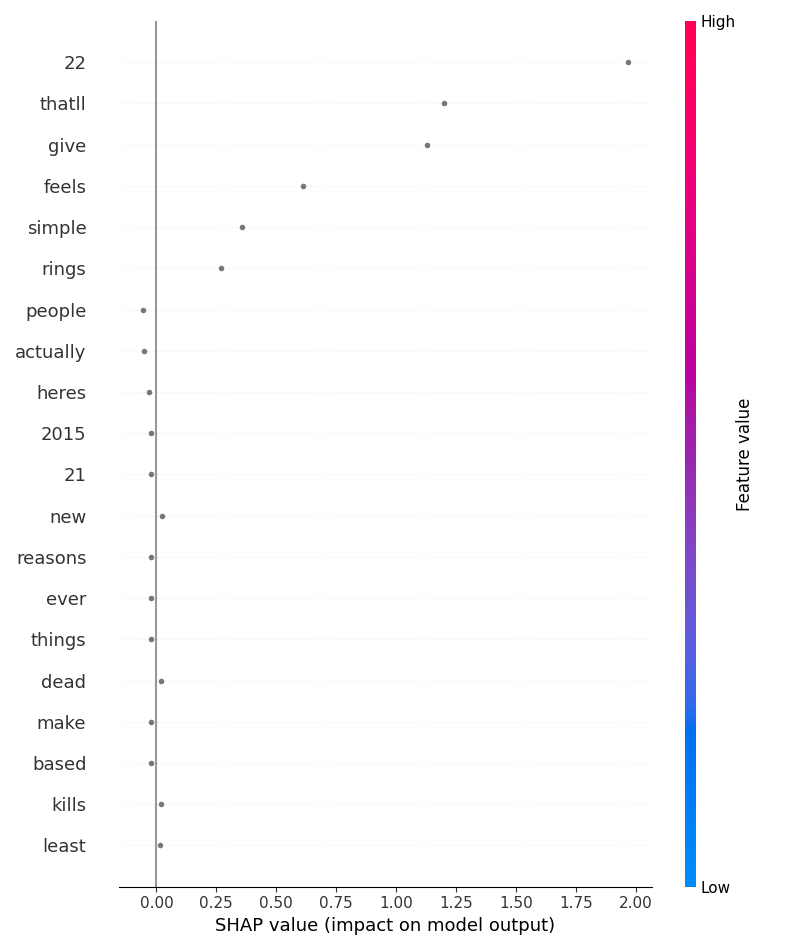 High
22
thatll
give
feels
simple
rings
people
actually
heres
2015
21
new
reasons
ever
things
dead
make
based
kills
least
Feature value
Low
0.00 0.25 0.50 0.75 1.00 1.25 1.50 1.75 2.00
SHAP value (impact on model output)